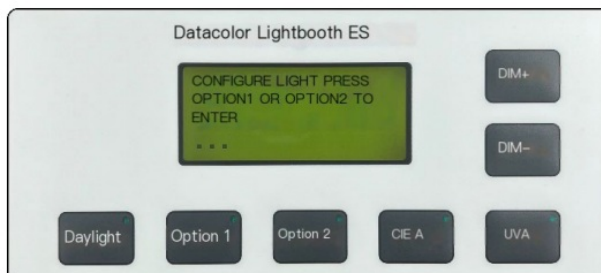 Datacolor Lightbooth ES
CONFIGURE LIGHT PRESS
OPTION1 OR OPTION2 TO
ENTER
...
DIM+
DIM-
Daylight
Option 1
Option 2
CIE A
UVA